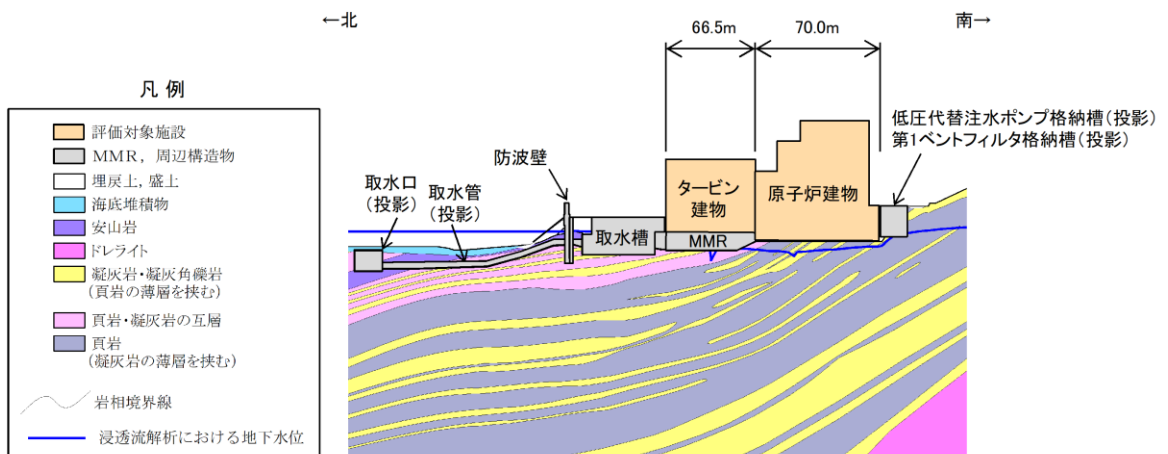 ←北
南→
66.5m
70.0m
凡 例
評価対象施設
MMR，周辺構造物
埋戻土，盛土
海底堆積物
安山岩
ドレライト
凝灰岩・凝灰角礫岩
(頁岩の薄層を挟む)
頁岩・凝灰岩の互層
頁岩
(凝灰岩の薄層を挟む)
岩相境界線
浸透流解析における地下水位
取水口
(投影)
取水管
(投影)
防波壁
取水槽
タービン
建物
MMR
原子炉建物
低圧代替注水ポンプ格納槽(投影)
第1ベントフィルタ格納槽(投影)